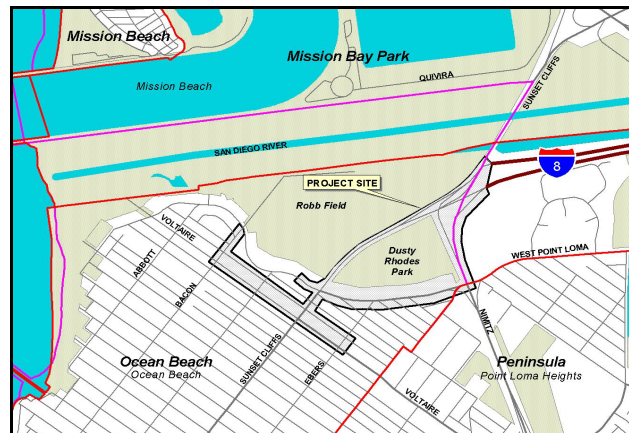 Mission Beach
Mission Bay Park
QUIVIRA
SUNSET CLIFFS
Mission Beach
SAN DIEGO RIVER
8
PROJECT SITE
Robb Field
VOLTAIRE
ABBOTT
Dusty
Rhodes
Park
WEST POINT LOMA
BACON
NIMITZ
Ocean Beach
Ocean Beach
SUNSET CLIFFS
EBERS
Peninsula
Point Loma Heights
VOLTAIRE